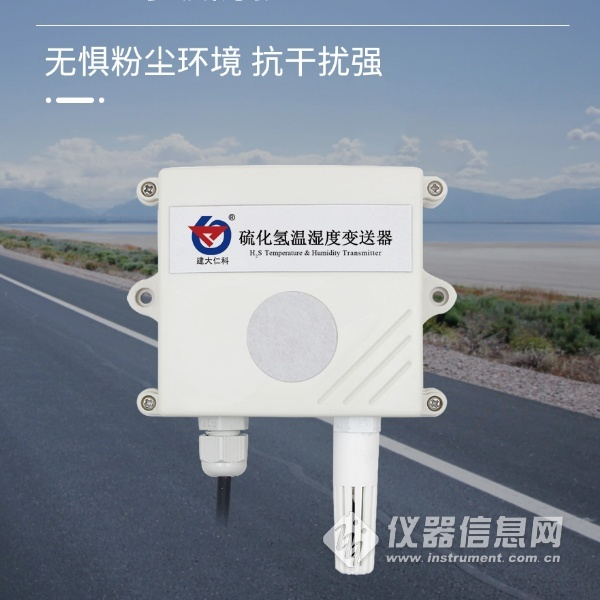 无惧粉尘环境 抗干扰强
®
建大仁科
硫化氢温湿度变送器
H₂S Temperature & Humidity Transmitter
仪器信息网
www.instrument.com.cn